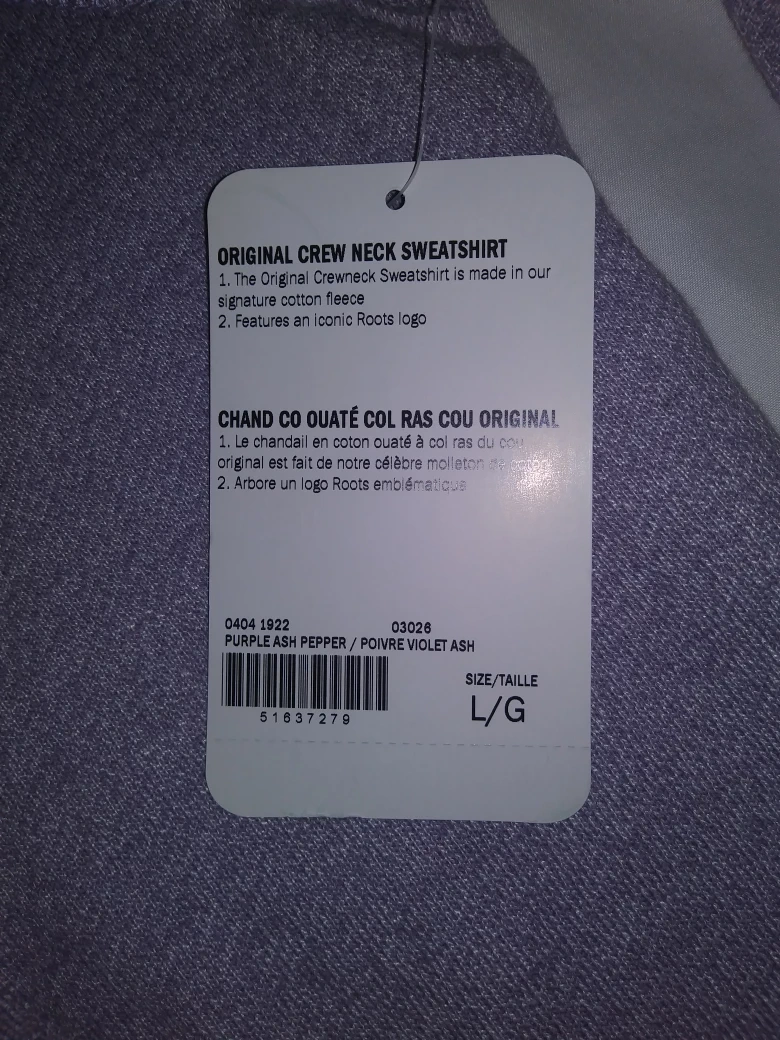 ORIGINAL CREW NECK SWEATSHIRT
1. The Original Crewneck Sweatshirt is made in our
signature cotton fleece
2. Features an iconic Roots logo
CHAND CO OUATÉ COL RAS COU ORIGINAL
1. Le chandail en coton ouaté à col ras du cou
original est fait de notre célèbre molleton de coton
2. Arbore un logo Roots emblématique
0404 1922 03026
PURPLE ASH PEPPER / POIVRE VIOLET ASH
SIZE/TAILLE
L/G
51637279